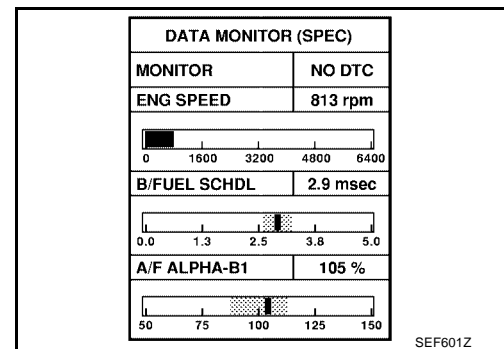 DATA MONITOR (SPEC)
MONITOR NO DTC
ENG SPEED 813 rpm
0 1600 3200 4800 6400
B/FUEL SCHDL 2.9 msec
0.0 1.3 2.5 3.8 5.0
A/F ALPHA-B1 105 %
50 75 100 125 150
SEF601Z